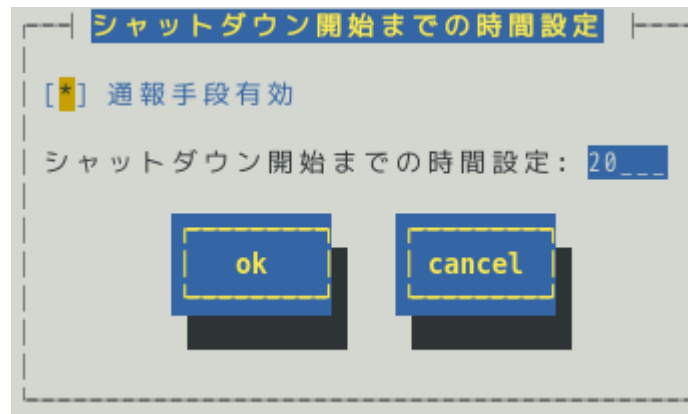 シャットダウン開始までの時間設定
[*] 通報手段有効
シャットダウン開始までの時間設定: 20___
ok cancel